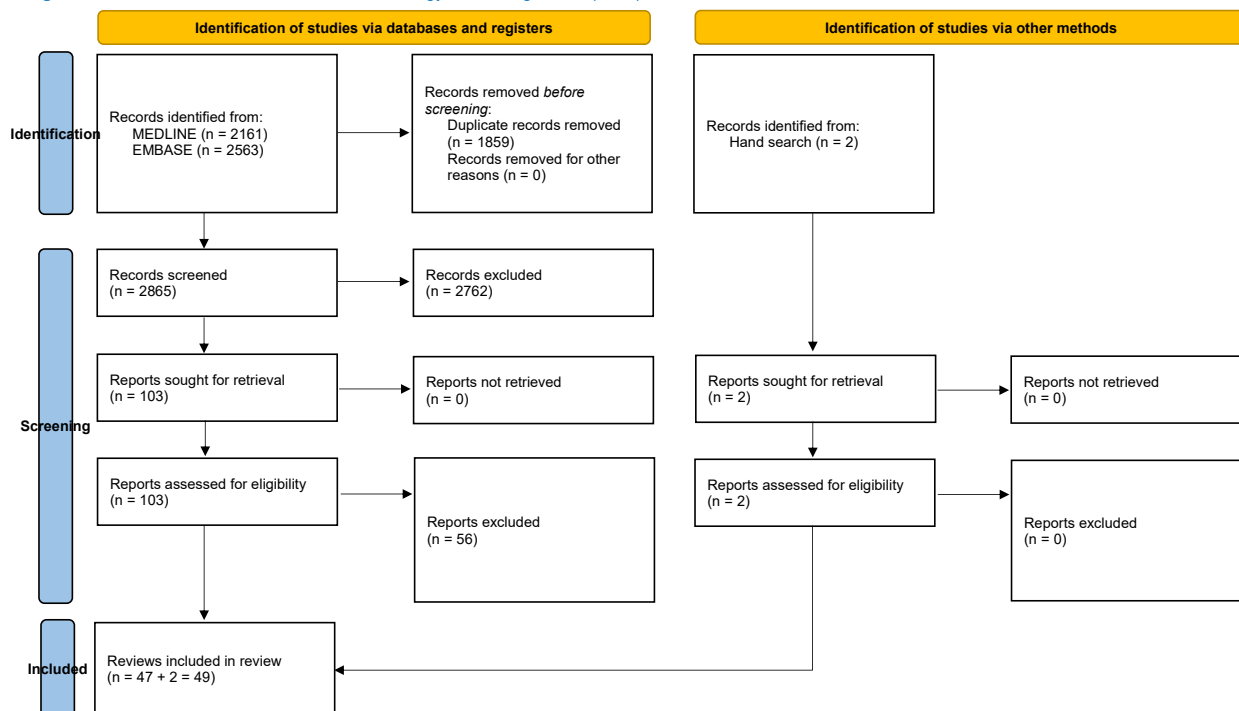 Identification of studies via databases and registers
Identification of studies via other methods
Identification
Records identified from:
MEDLINE (n = 2161)
EMBASE (n = 2563)
Records removed before
screening:
Duplicate records removed
(n = 1859)
Records removed for other
reasons (n = 0)
Records identified from:
Hand search (n = 2)
Screening
Records screened
(n = 2865)
Records excluded
(n = 2762)
Reports sought for retrieval
(n = 103)
Reports not retrieved
(n = 0)
Reports sought for retrieval
(n = 2)
Reports not retrieved
(n = 0)
Reports assessed for eligibility
(n = 103)
Reports excluded
(n = 56)
Reports assessed for eligibility
(n = 2)
Reports excluded
(n = 0)
Included
Reviews included in review
(n = 47 + 2 = 49)